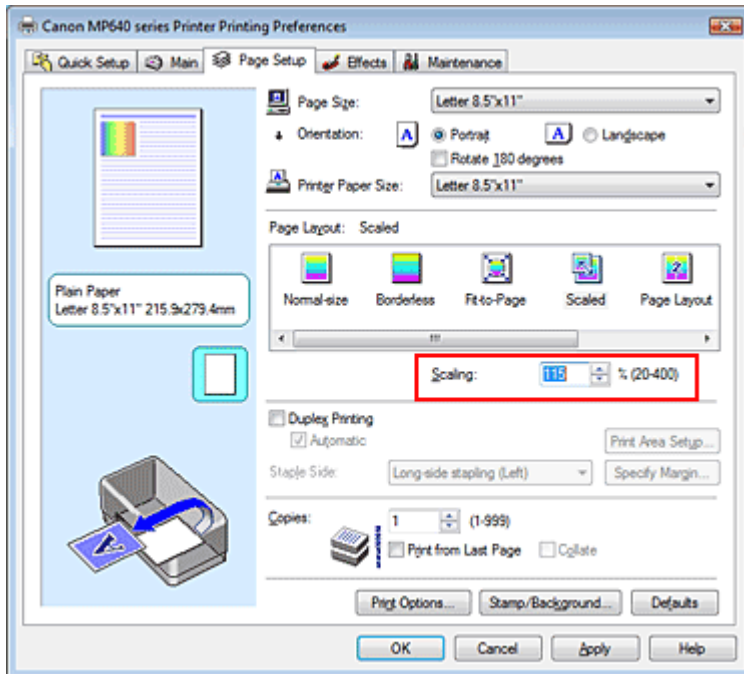 Canon MP640 series Printer Printing Preferences
Quick Setup Main Page Setup Effects Maintenance
Page Size: Letter 8.5"x11"
Orientation: A Portrait A Landscape
Rotate 180 degrees
Printer Paper Size: Letter 8.5"x11"
Page Layout: Scaled
Normal-size Borderless Fit-to-Page Scaled Page Layout
Plain Paper
Letter 8.5"x11" 215.9x279.4mm
Scaling: 115 % (20-400)
Duplex Printing
Automatic Print Area Setup...
Staple Side: Long-side stapling (Left) Specify Margin...
Copies: 1 (1-999)
Print from Last Page Collate
Print Options... Stamp/Background... Defaults
OK Cancel Apply Help